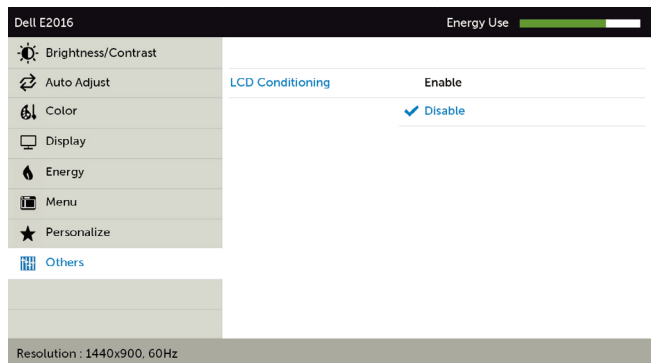 Dell E2016 Energy Use
Brightness/Contrast
Auto Adjust LCD Conditioning Enable
Color Disable
Display
Energy
Menu
Personalize
Others
Resolution : 1440x900, 60Hz